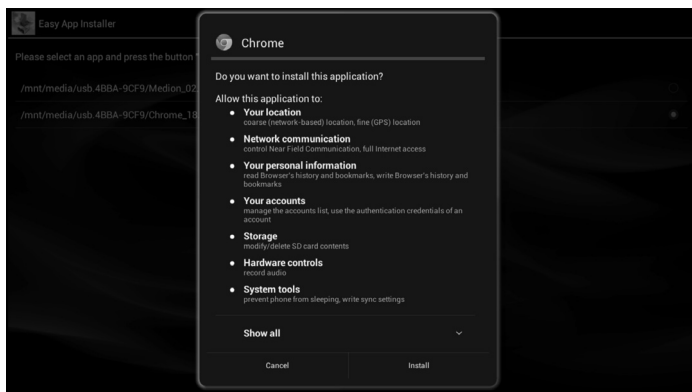 Easy App Installer
Please select an app and press the button "
/mnt/media/usb.4BBA-9CF9/Medion_02
/mnt/media/usb.4BBA-9CF9/Chrome_18
Chrome
Do you want to install this application?
Allow this application to:
● Your location
coarse (network-based) location, fine (GPS) location
● Network communication
control Near Field Communication, full Internet access
● Your personal information
read Browser's history and bookmarks, write Browser's history and
bookmarks
● Your accounts
manage the accounts list, use the authentication credentials of an
account
● Storage
modify/delete SD card contents
● Hardware controls
record audio
● System tools
prevent phone from sleeping, write sync settings
Show all
Cancel
Install